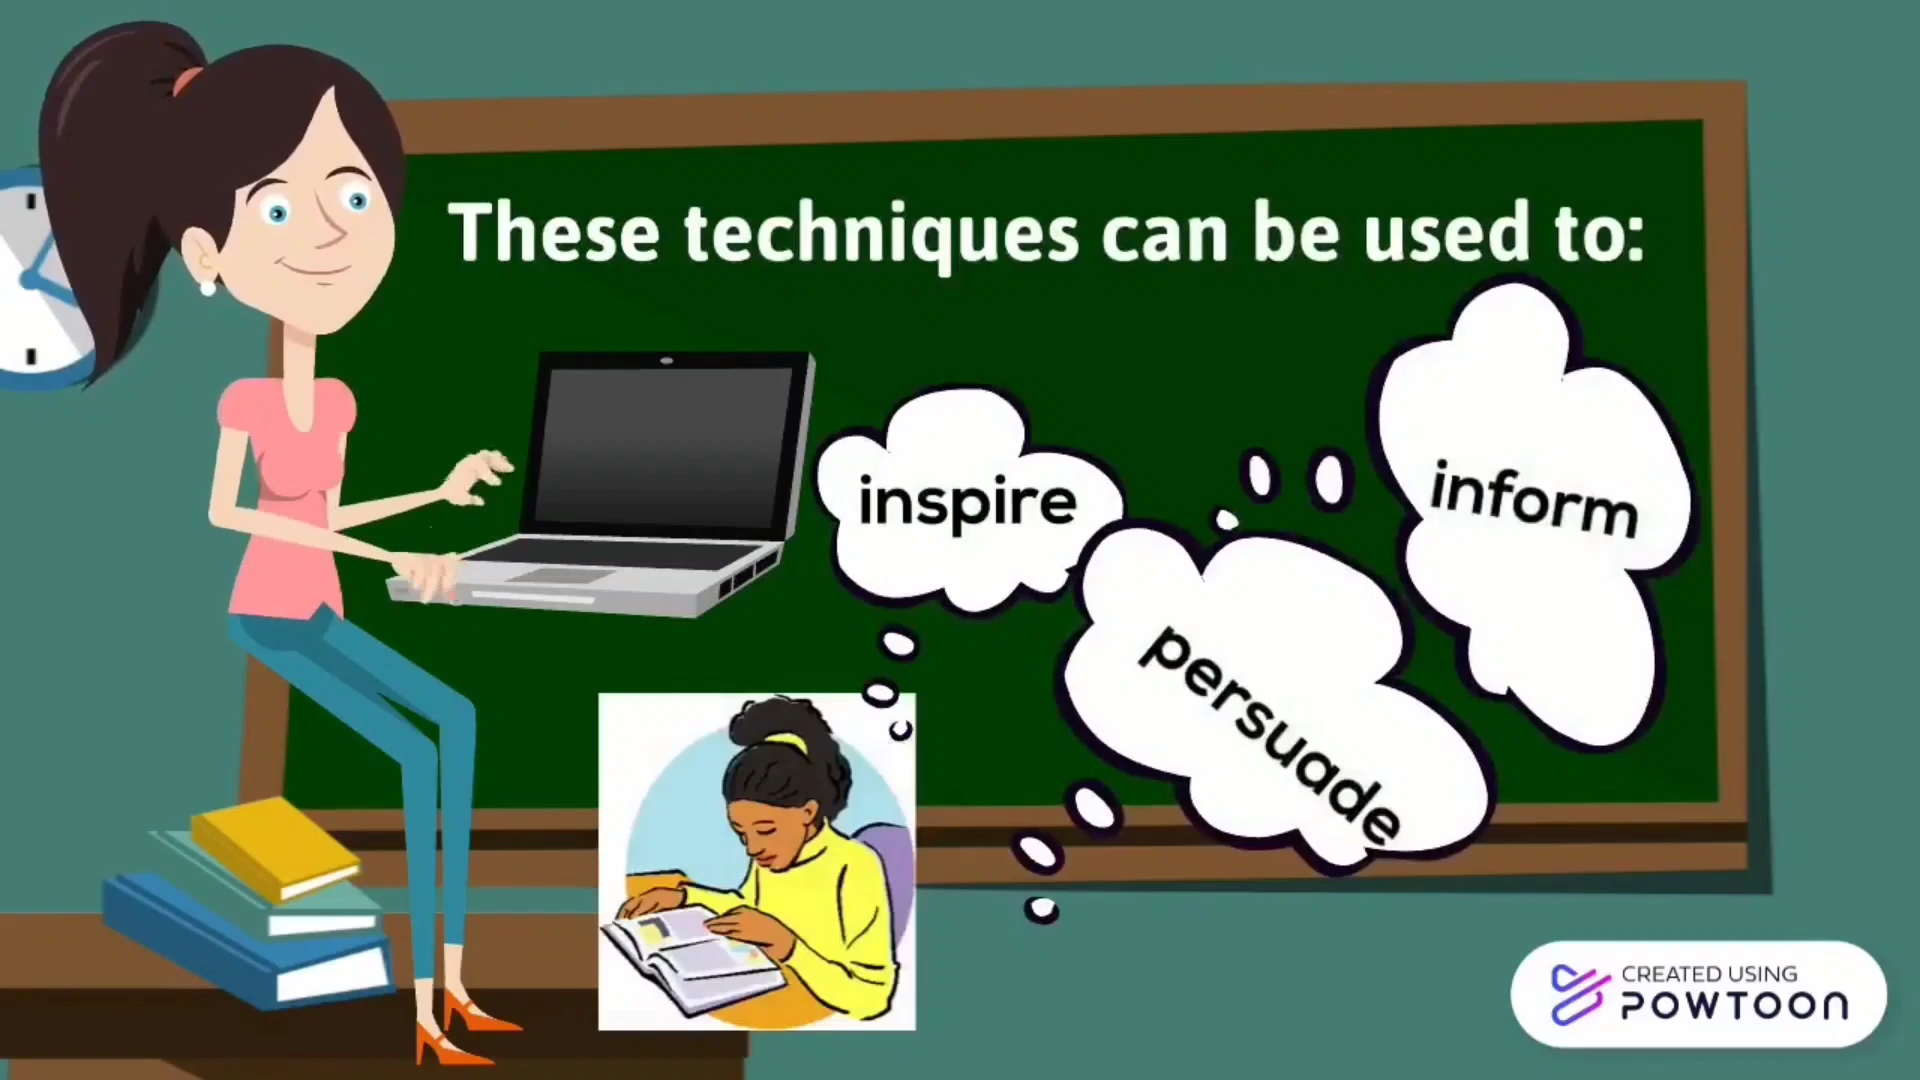 These techniques can be used to:
inspire
inform
persuade
CREATED USING
POWTOON